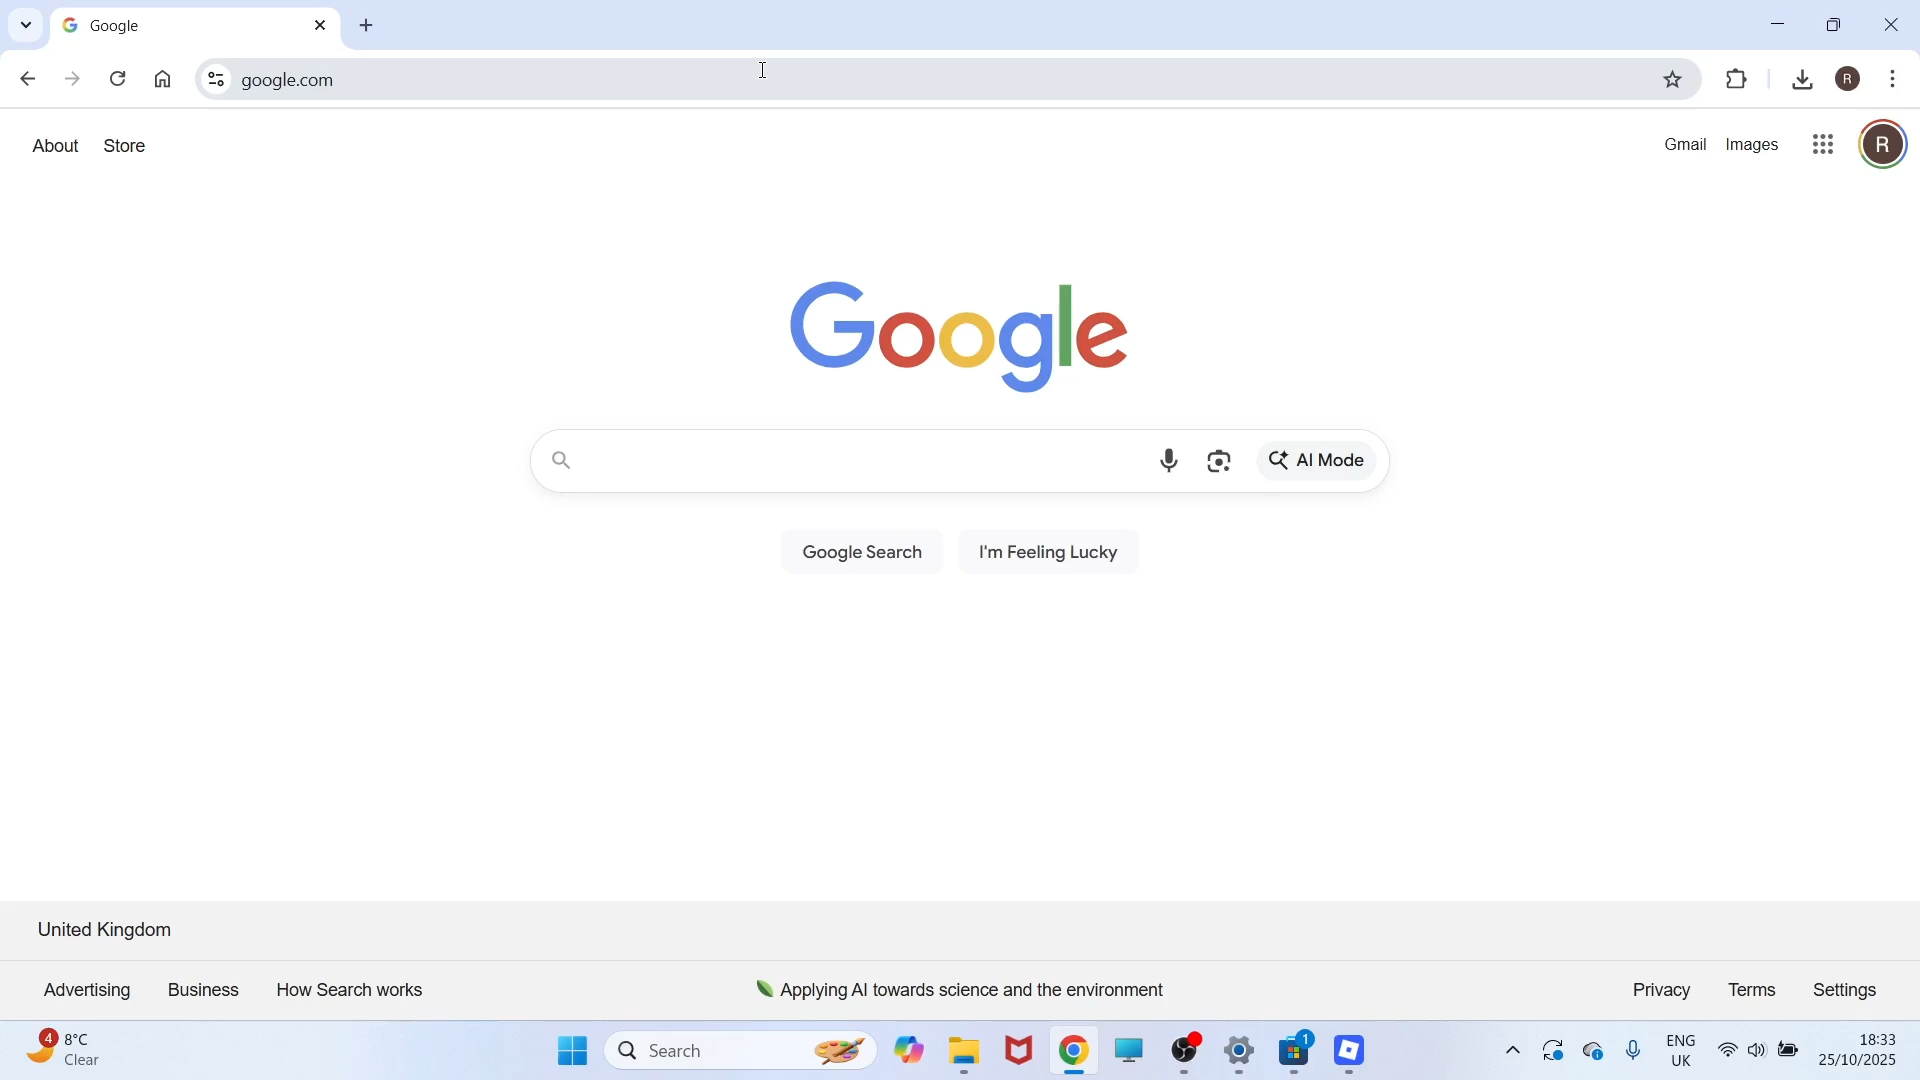 Google
google.com
R
About Store
Gmail Images
R
Google
AI Mode
Google Search I'm Feeling Lucky
United Kingdom
Advertising Business How Search works
Applying AI towards science and the environment
Privacy Terms Settings
4
8°C
Clear
Search
1
ENG
UK
18:33
25/10/2025